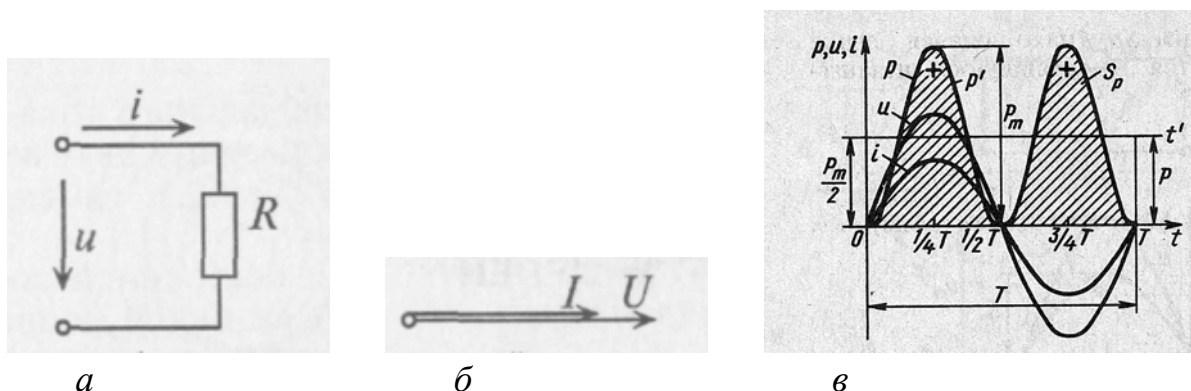 i
u
R
I
U
p, u, i
p
p'
+
+
S_p
u
P_m
t'
i
P_m/2
P
0
1/4 T
1/2 T
3/4 T
T
t
T
а
б
в